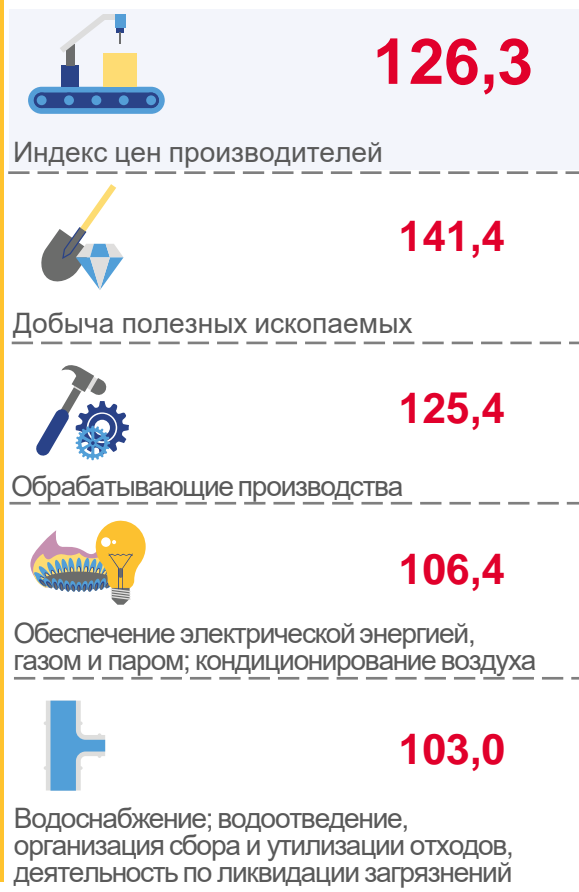 126,3
Индекс цен производителей
141,4
Добыча полезных ископаемых
125,4
Обрабатывающие производства
106,4
Обеспечение электрической энергией,
газом и паром; кондиционирование воздуха
103,0
Водоснабжение; водоотведение,
организация сбора и утилизации отходов,
деятельность по ликвидации загрязнений